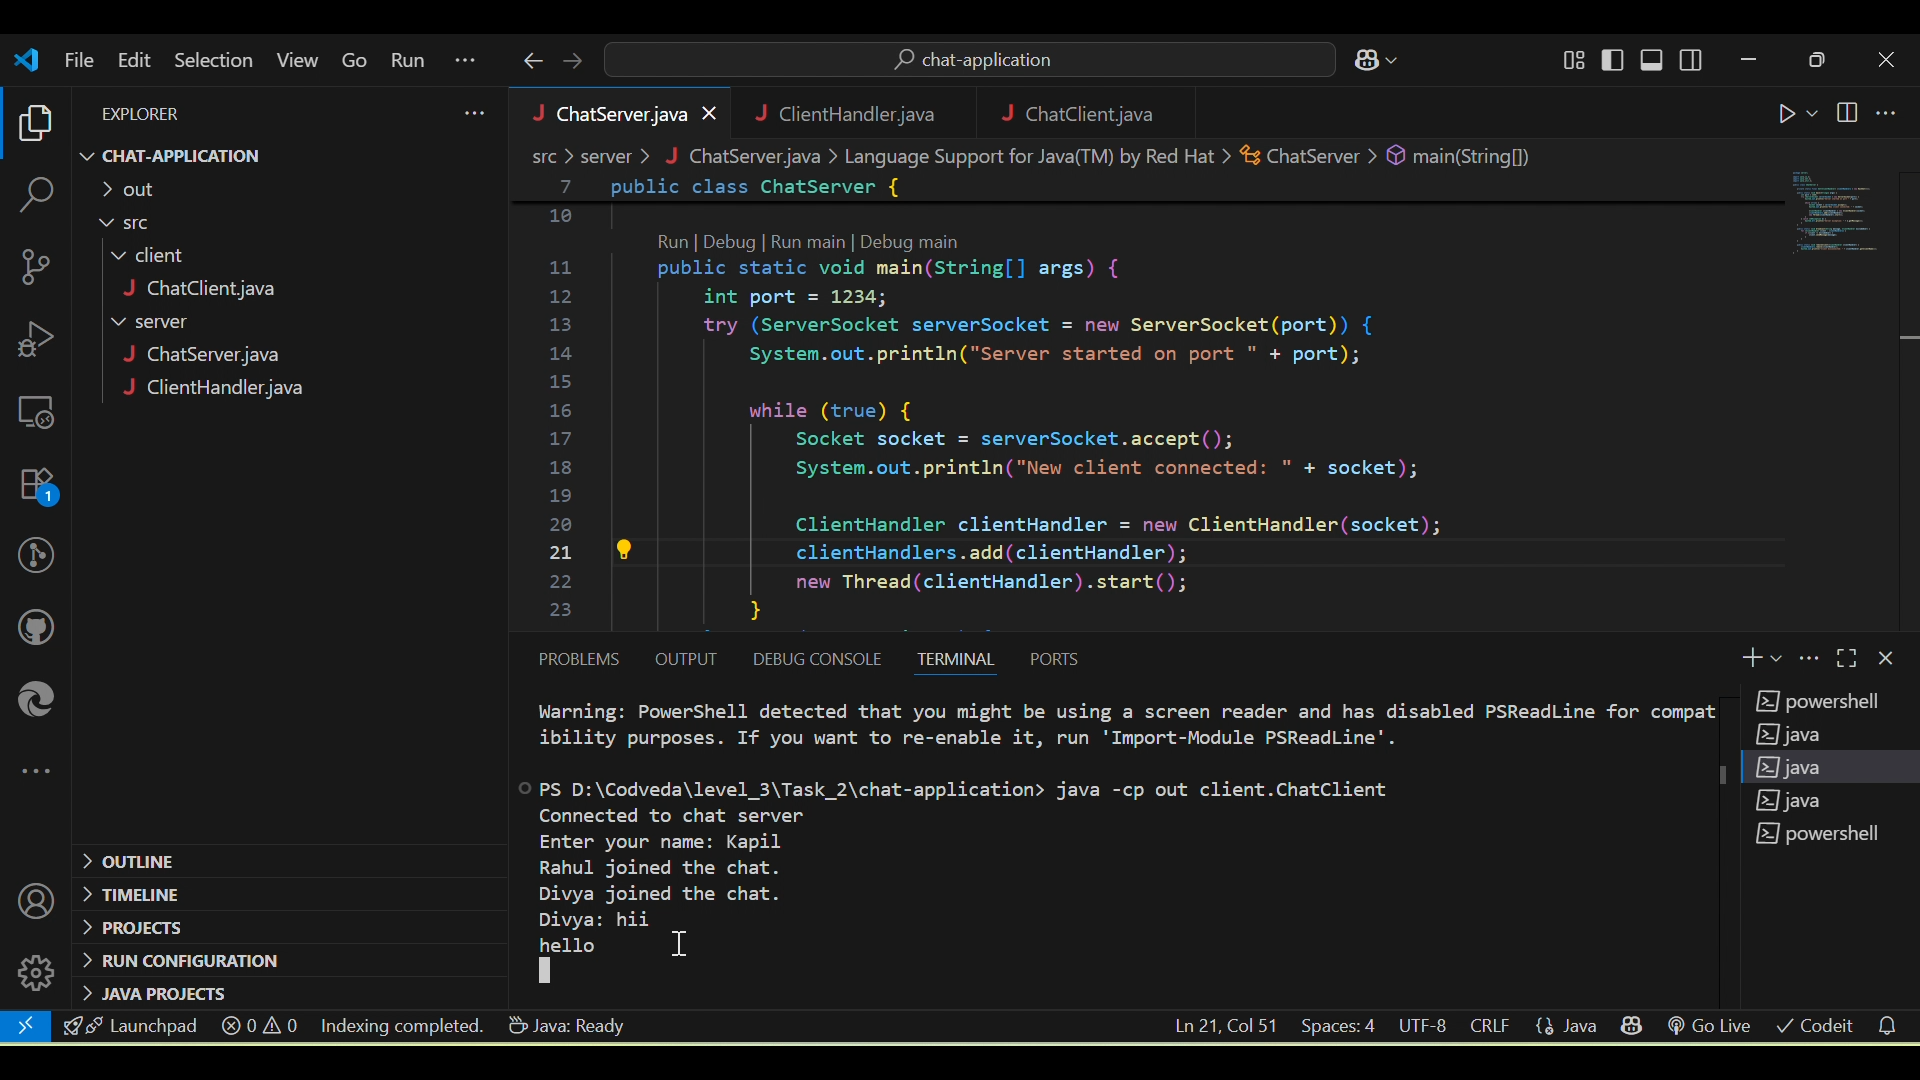 File Edit Selection View Go Run ···
chat-application
EXPLORER
CHAT-APPLICATION
out
src
client
J ChatClient.java
server
J ChatServer.java
J ClientHandler.java
OUTLINE
TIMELINE
PROJECTS
RUN CONFIGURATION
JAVA PROJECTS
1
J ChatServer.java J ClientHandler.java J ChatClient.java
src > server > J ChatServer.java > Language Support for Java(TM) by Red Hat > ChatServer > main(String[])
7 public class ChatServer {
10
Run | Debug | Run main | Debug main
11 public static void main(String[] args) {
12 int port = 1234;
13 try (ServerSocket serverSocket = new ServerSocket(port)) {
14 System.out.println("Server started on port " + port);
15
16 while (true) {
17 Socket socket = serverSocket.accept();
18 System.out.println("New client connected: " + socket);
19
20 ClientHandler clientHandler = new ClientHandler(socket);
21 clientHandlers.add(clientHandler);
22 new Thread(clientHandler).start();
23 }
PROBLEMS OUTPUT DEBUG CONSOLE TERMINAL PORTS
Warning: PowerShell detected that you might be using a screen reader and has disabled PSReadLine for compat
ibility purposes. If you want to re-enable it, run 'Import-Module PSReadLine'.
PS D:\Codveda\level_3\Task_2\chat-application> java -cp out client.ChatClient
Connected to chat server
Enter your name: Kapil
Rahul joined the chat.
Divya joined the chat.
Divya: hii
hello
powershell
java
java
java
powershell
Launchpad 0 0 Indexing completed. Java: Ready
Ln 21, Col 51 Spaces: 4 UTF-8 CRLF Java Go Live Codeit